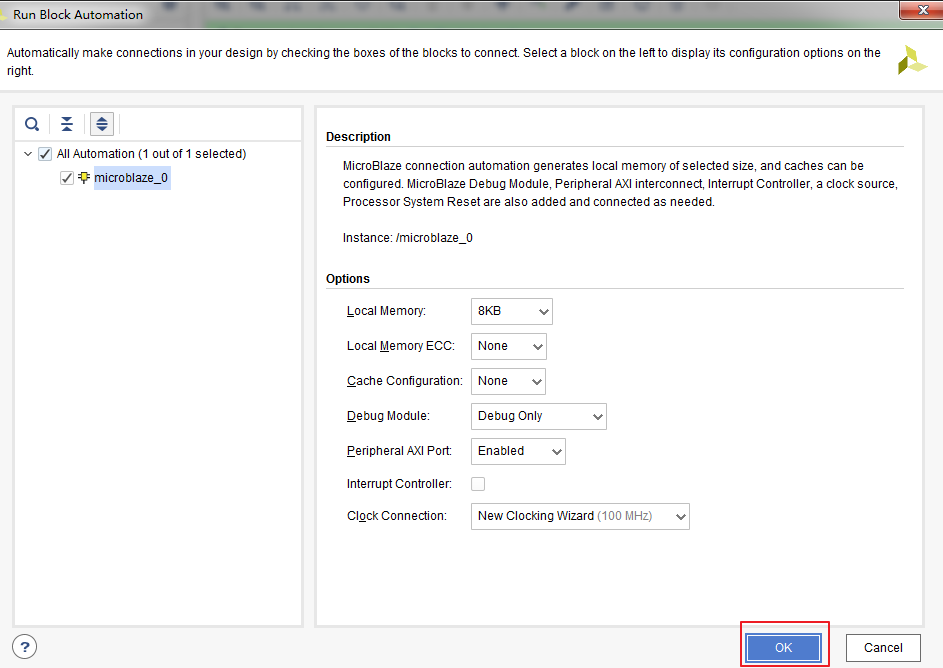 Run Block Automation
Automatically make connections in your design by checking the boxes of the blocks to connect. Select a block on the left to display its configuration options on the
right.
All Automation (1 out of 1 selected)
microblaze_0
Description
MicroBlaze connection automation generates local memory of selected size, and caches can be
configured. MicroBlaze Debug Module, Peripheral AXI interconnect, Interrupt Controller, a clock source,
Processor System Reset are also added and connected as needed.
Instance: /microblaze_0
Options
Local Memory: 8KB
Local Memory ECC: None
Cache Configuration: None
Debug Module: Debug Only
Peripheral AXI Port: Enabled
Interrupt Controller:
Clock Connection: New Clocking Wizard (100 MHz)
? OK Cancel